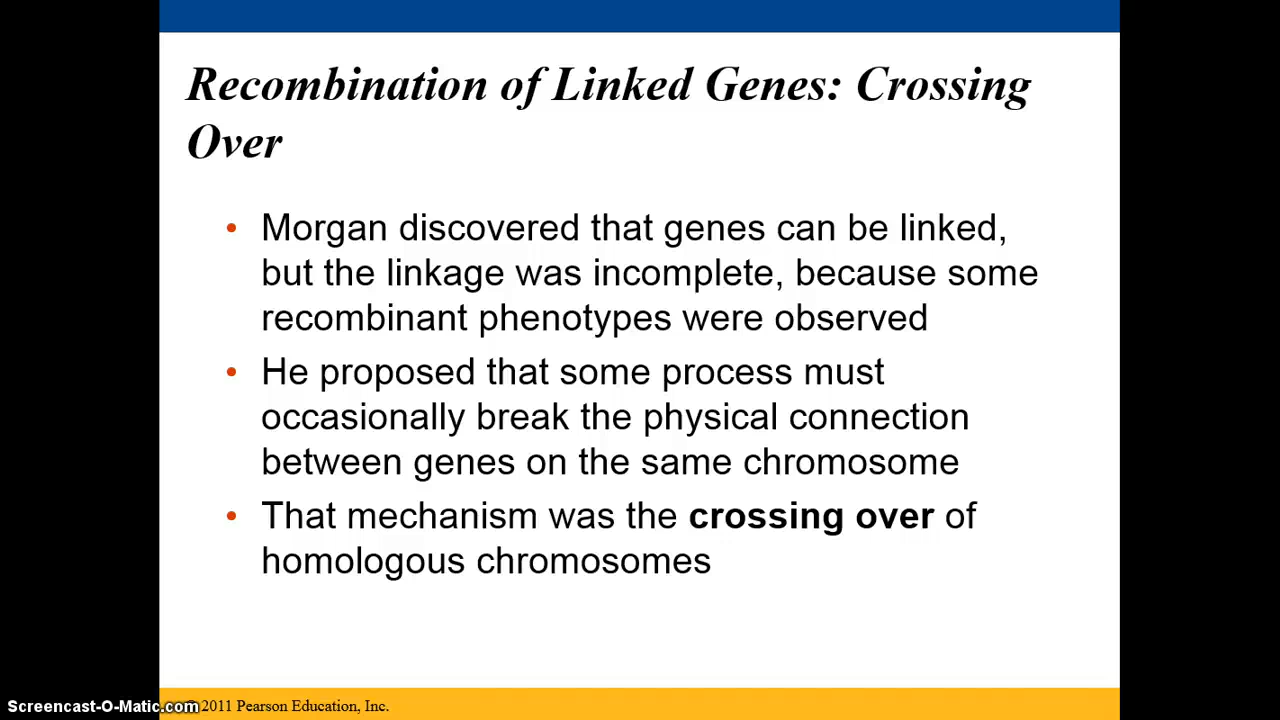 Recombination of Linked Genes: Crossing
Over
• Morgan discovered that genes can be linked,
but the linkage was incomplete, because some
recombinant phenotypes were observed
• He proposed that some process must
occasionally break the physical connection
between genes on the same chromosome
• That mechanism was the crossing over of
homologous chromosomes
Screencast-O-Matic.com 2011 Pearson Education, Inc.